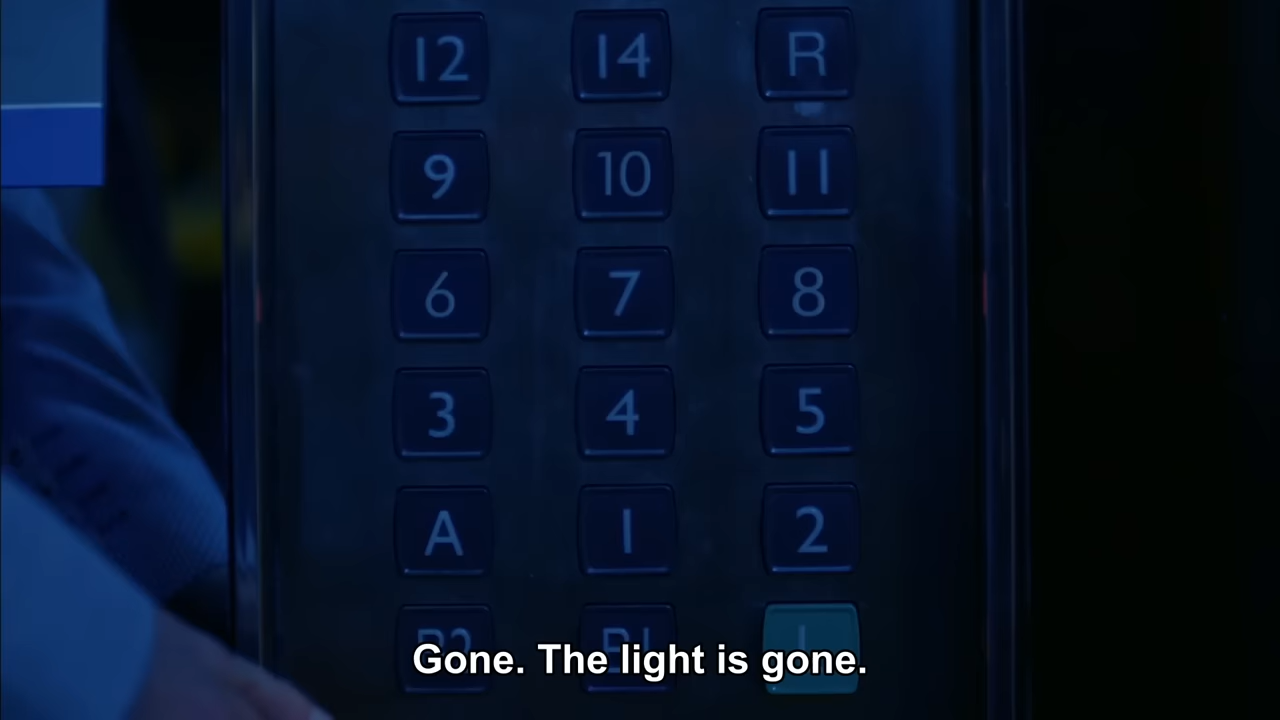 12 14 R
9 10 11
6 7 8
3 4 5
A 1 2
Gone. The light is gone.